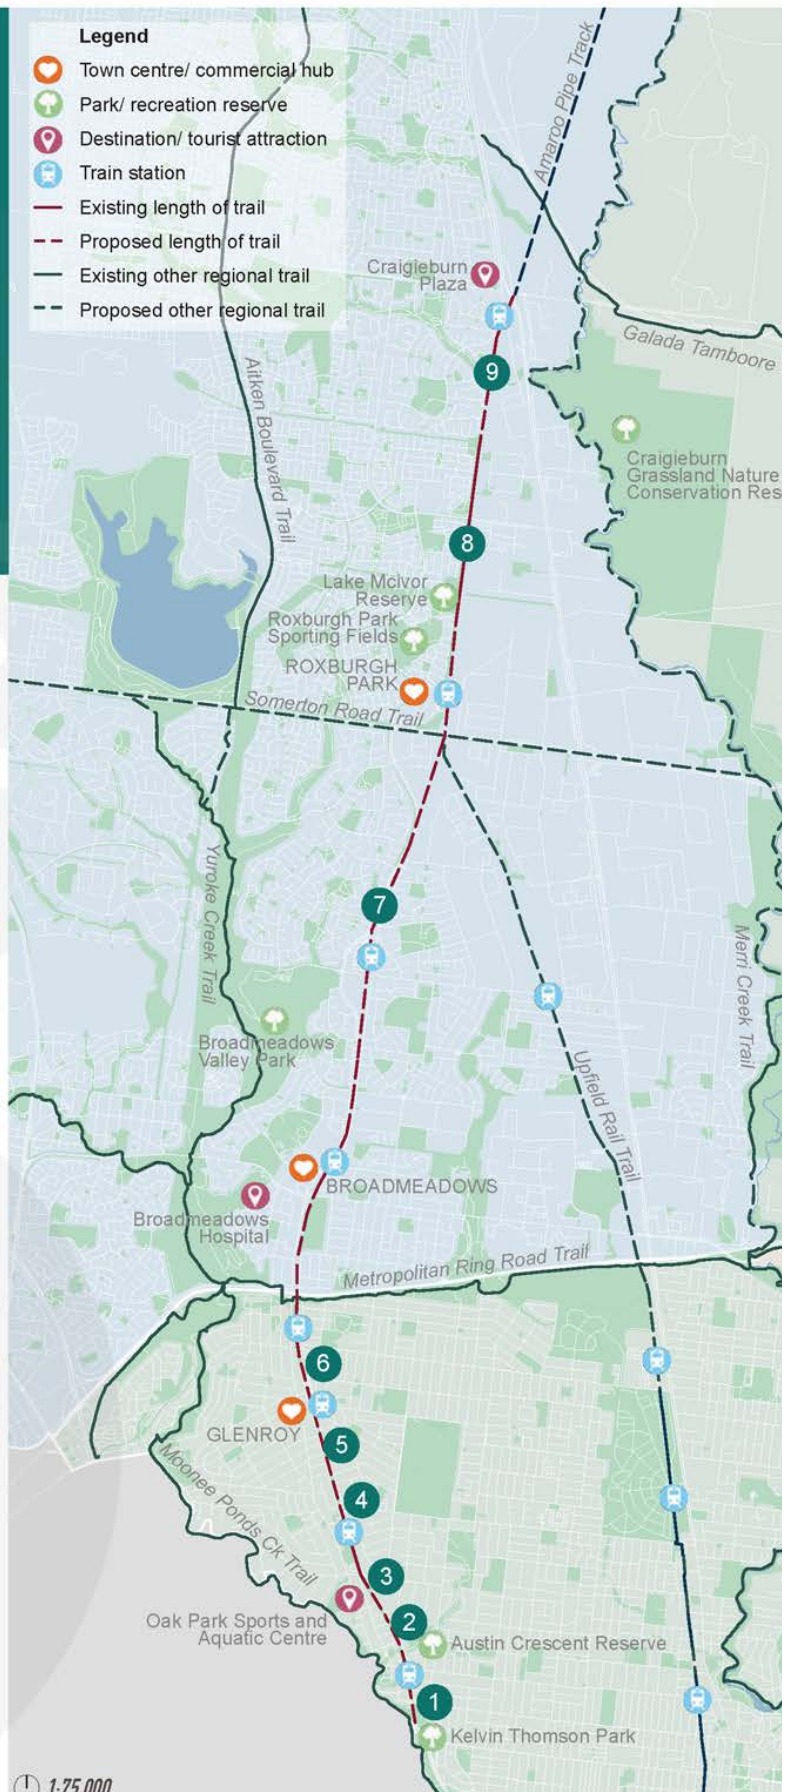 Legend
Town centre/ commercial hub
Park/ recreation reserve
Destination/ tourist attraction
Train station
Existing length of trail
Proposed length of trail
Existing other regional trail
Proposed other regional trail
Amaroo Pipe Track
Craigieburn
Plaza
Galada Tamboore
9
Aitken Boulevard Trail
Craigieburn
Grassland Nature
Conservation Res
8
Lake McIvor
Reserve
Roxburgh Park
Sporting Fields
ROXBURGH
PARK
Somerton Road Trail
Yuroke Creek Trail
7
Merri Creek Trail
Broadmeadows
Valley Park
Upfield Rail Trail
BROADMEADOWS
Broadmeadows
Hospital
Metropolitan Ring Road Trail
6
GLENROY
5
Moonee Ponds Ck Trail
4
3
Oak Park Sports and
Aquatic Centre
2
Austin Crescent Reserve
1
Kelvin Thomson Park
1:75,000